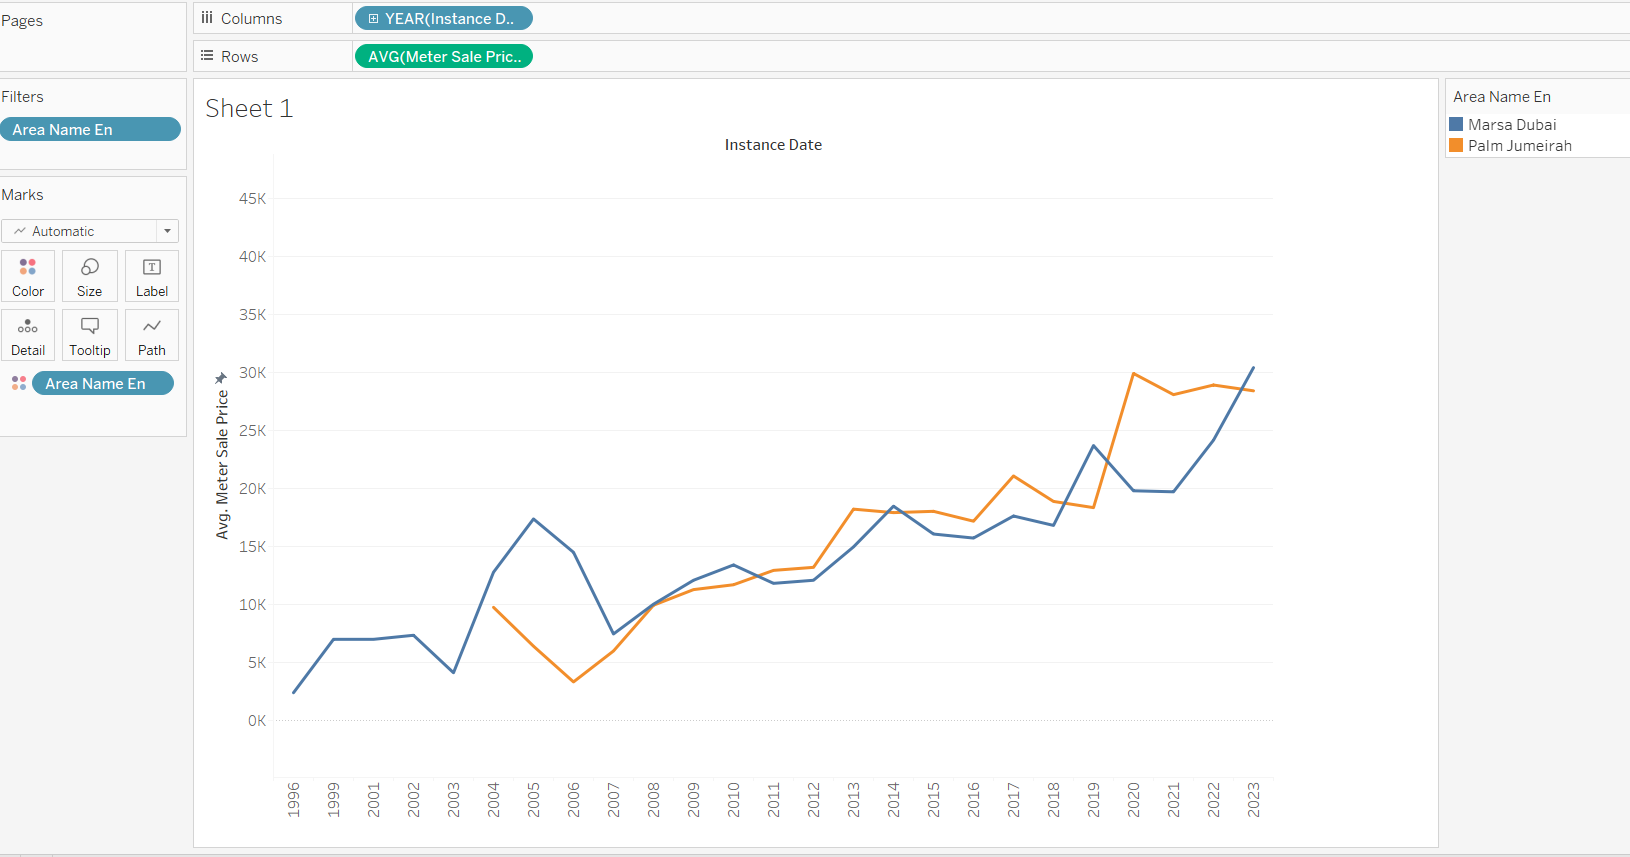 Pages
Columns
YEAR(Instance D..
Rows
AVG(Meter Sale Pric..
Filters
Area Name En
Marks
Automatic
Color
Size
Label
Detail
Tooltip
Path
Area Name En
Sheet 1
Instance Date
Avg. Meter Sale Price
45K
40K
35K
30K
25K
20K
15K
10K
5K
0K
1996
1999
2001
2002
2003
2004
2005
2006
2007
2008
2009
2010
2011
2012
2013
2014
2015
2016
2017
2018
2019
2020
2021
2022
2023
Area Name En
Marsa Dubai
Palm Jumeirah